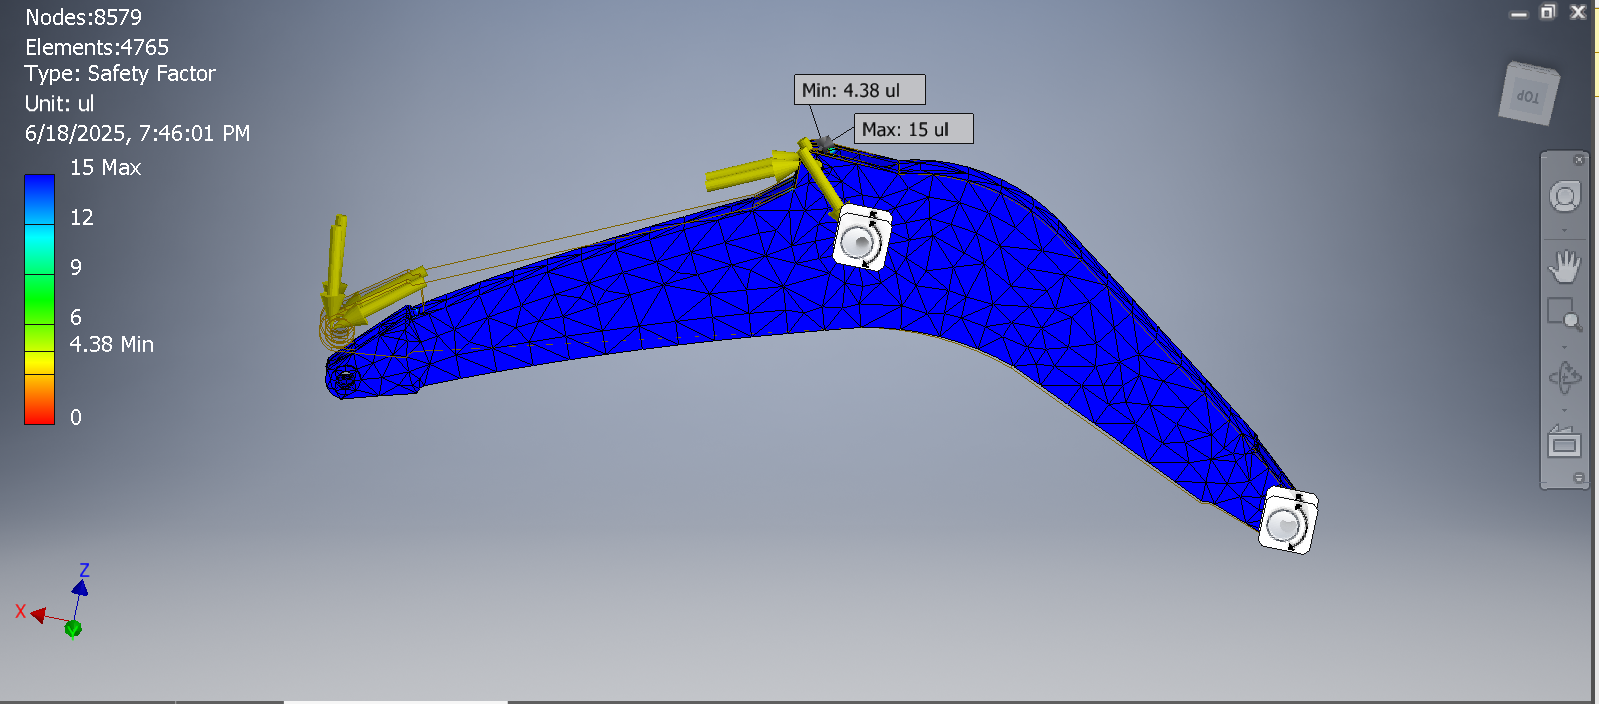 Nodes:8579
Elements:4765
Type: Safety Factor
Unit: ul
6/18/2025, 7:46:01 PM
15 Max
12
9
6
4.38 Min
0
Min: 4.38 ul
Max: 15 ul
TOP
Z
X
Y